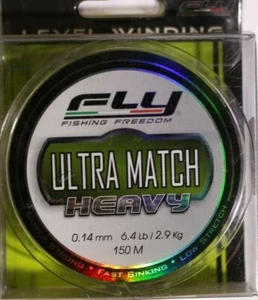 LEVEL WINDING
FLY
FISHING FREEDOM
ULTRA MATCH
HEAVY
0.14 mm 6.4 Lb / 2.9 Kg
150 M
STRONG • FAST SINKING • LOW STRETCH